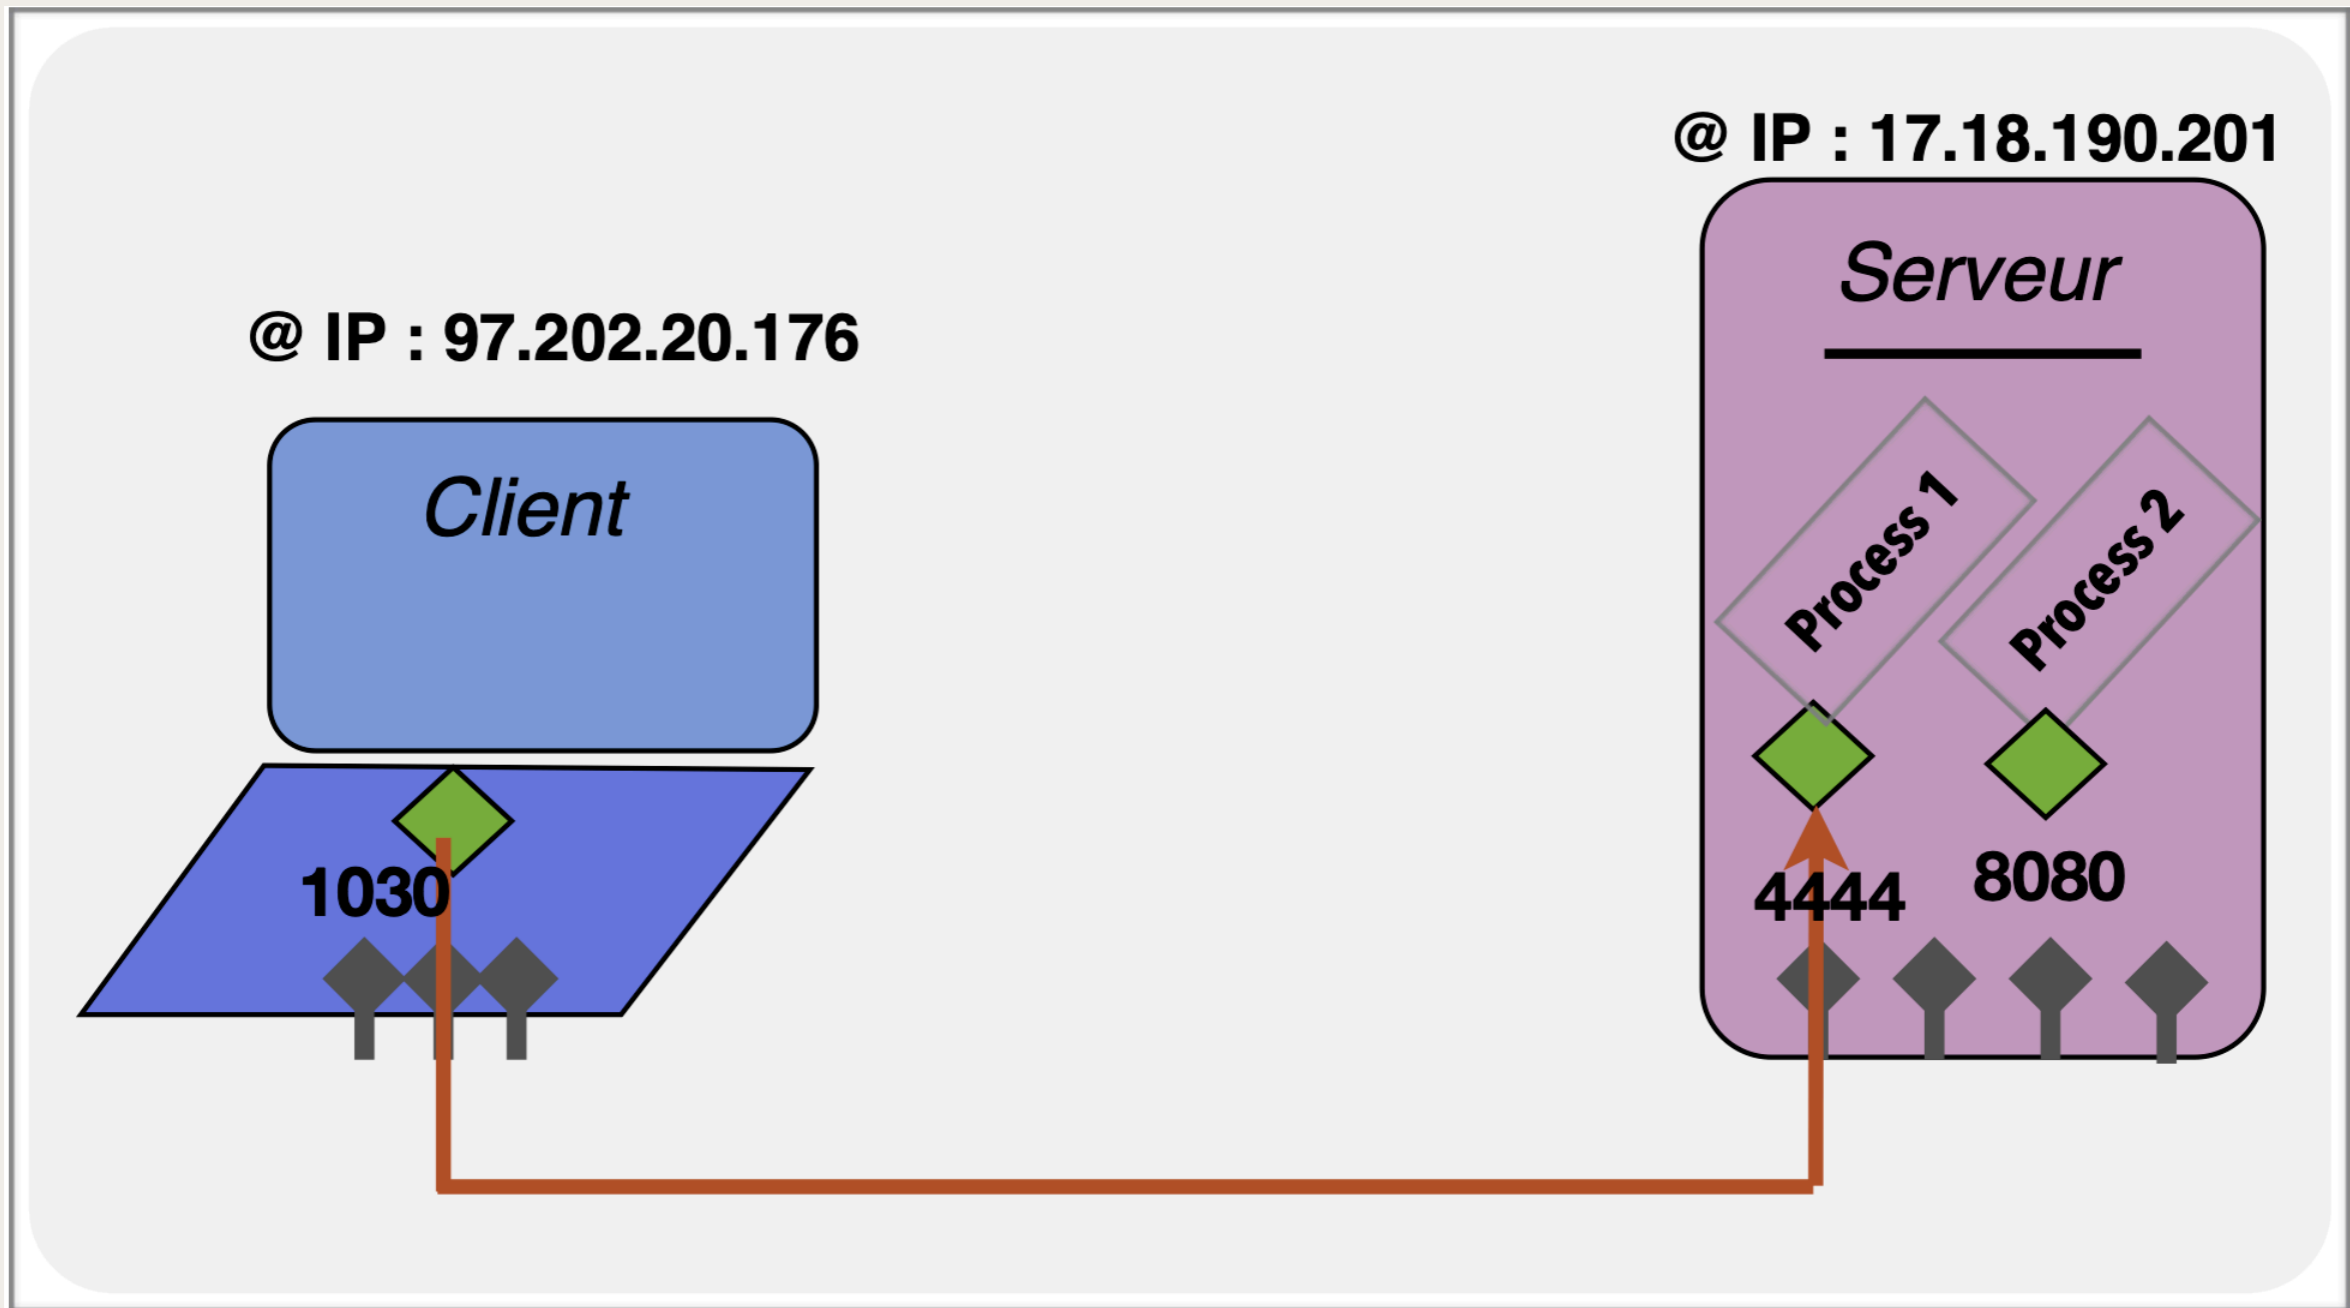 @ IP : 17.18.190.201
Serveur
@ IP : 97.202.20.176
Client
Process 1
Process 2
1030
4444
8080